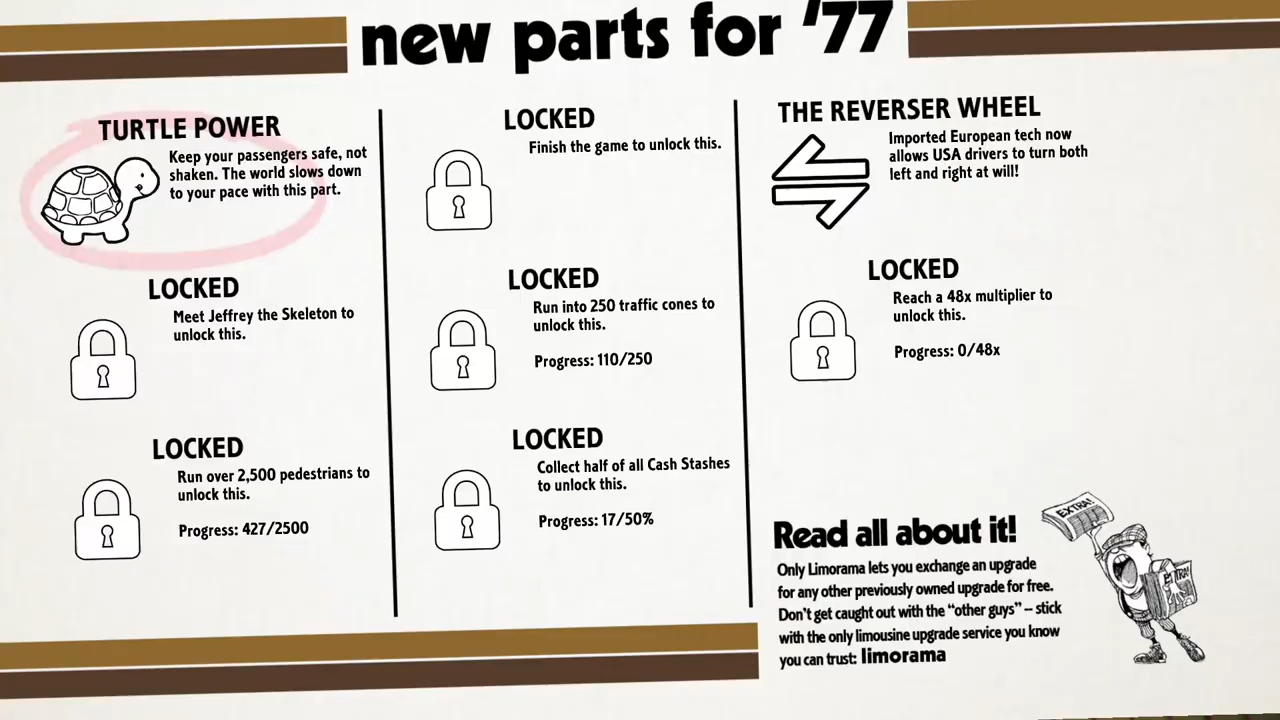 new parts for '77
TURTLE POWER
Keep your passengers safe, not
shaken. The world slows down
to your pace with this part.
LOCKED
Meet Jeffrey the Skeleton to
unlock this.
LOCKED
Run over 2,500 pedestrians to
unlock this.
Progress: 427/2500
LOCKED
Finish the game to unlock this.
LOCKED
Run into 250 traffic cones to
unlock this.
Progress: 110/250
LOCKED
Collect half of all Cash Stashes
to unlock this.
Progress: 17/50%
THE REVERSER WHEEL
Imported European tech now
allows USA drivers to turn both
left and right at will!
LOCKED
Reach a 48x multiplier to
unlock this.
Progress: 0/48x
Read all about it!
Only Limorama lets you exchange an upgrade
for any other previously owned upgrade for free.
Don't get caught out with the "other guys" – stick
with the only limousine upgrade service you know
you can trust: limorama
EXTRA!